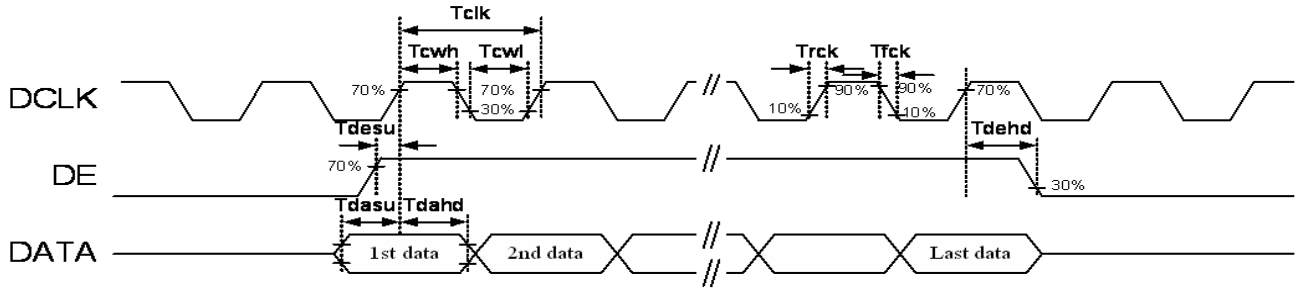 Tclk
Tcwh Tcwl Trck Tfck
DCLK 70% 70% 30% 10% 90% 90% 10% 70%
Tdesu Tdehd
DE 70% 30%
Tdasu Tdahd
DATA 1st data 2nd data Last data